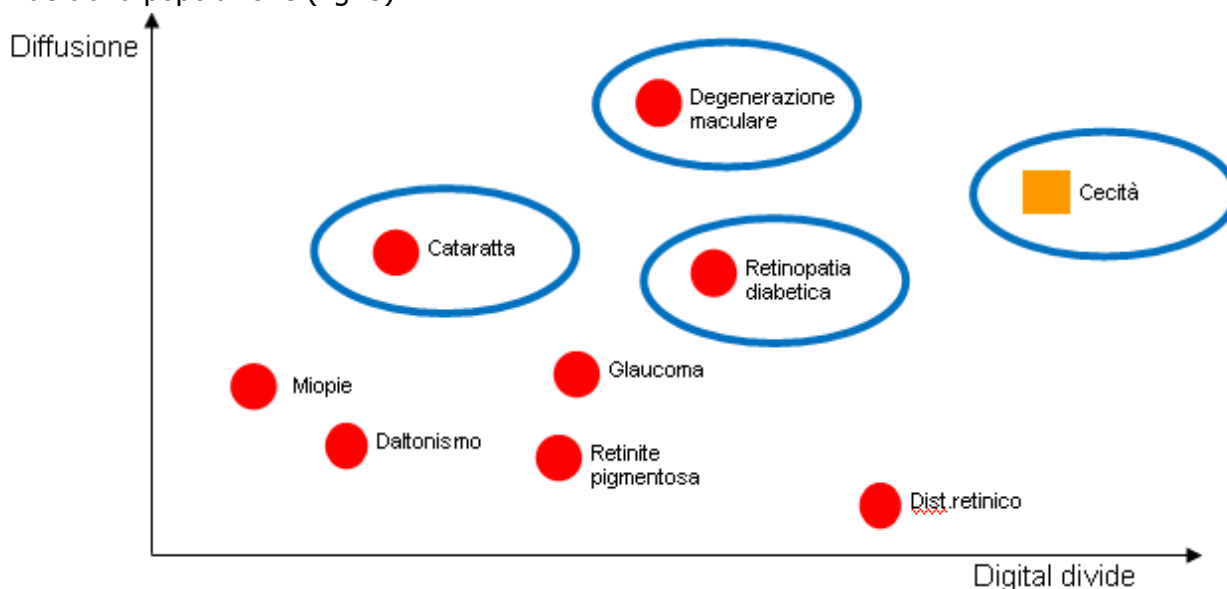 Diffusione
Degenerazione
maculare
Cecità
Cataratta
Retinopatia
diabetica
Glaucoma
Miopie
Daltonismo
Retinite
pigmentosa
Dist.retinico
Digital divide